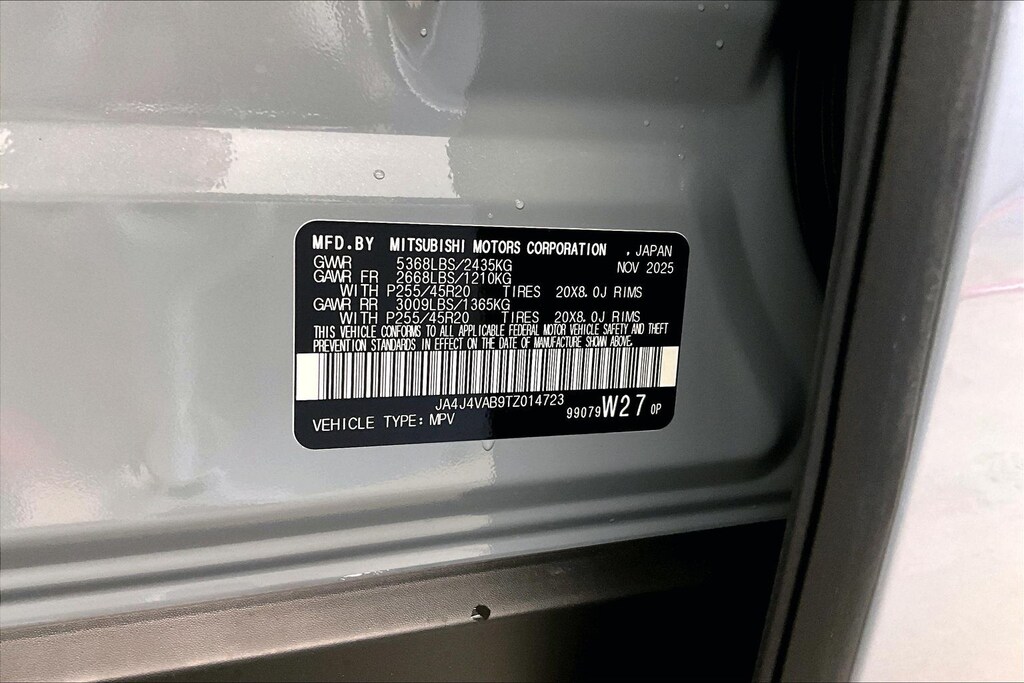 MFD.BY MITSUBISHI MOTORS CORPORATION , JAPAN
GVWR 5368LBS/2435KG NOV 2025
GAWR FR 2668LBS/1210KG
WITH P255/45R20 TIRES 20X8.0J RIMS
GAWR RR 3009LBS/1365KG
WITH P255/45R20 TIRES 20X8.0J RIMS
THIS VEHICLE CONFORMS TO ALL APPLICABLE FEDERAL MOTOR VEHICLE SAFETY AND THEFT
PREVENTION STANDARDS IN EFFECT ON THE DATE OF MANUFACTURE SHOWN ABOVE.
JA4J4VAB9TZ014723
VEHICLE TYPE: MPV 99079 W27 0P